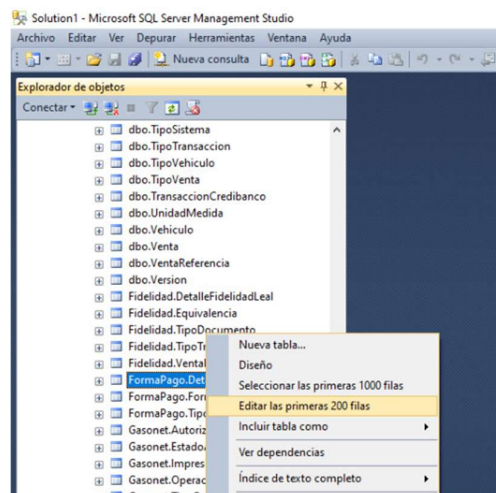 Solution1 - Microsoft SQL Server Management Studio
Archivo Editar Ver Depurar Herramientas Ventana Ayuda
Nueva consulta
Explorador de objetos
Conectar
dbo.TipoSistema
dbo.TipoTransaccion
dbo.TipoVehiculo
dbo.TipoVenta
dbo.TransaccionCredibanco
dbo.UnidadMedida
dbo.Vehiculo
dbo.Venta
dbo.VentaReferencia
dbo.Version
Fidelidad.DetalleFidelidadLeal
Fidelidad.Equivalencia
Fidelidad.TipoDocumento
Fidelidad.TipoTr
Fidelidad.Venta
FormaPago.Det
FormaPago.For
FormaPago.Tipo
Gasonet.Autoriz
Gasonet.Estado
Gasonet.Impres
Gasonet.Operac
Nueva tabla...
Diseño
Seleccionar las primeras 1000 filas
Editar las primeras 200 filas
Incluir tabla como
Ver dependencias
Índice de texto completo